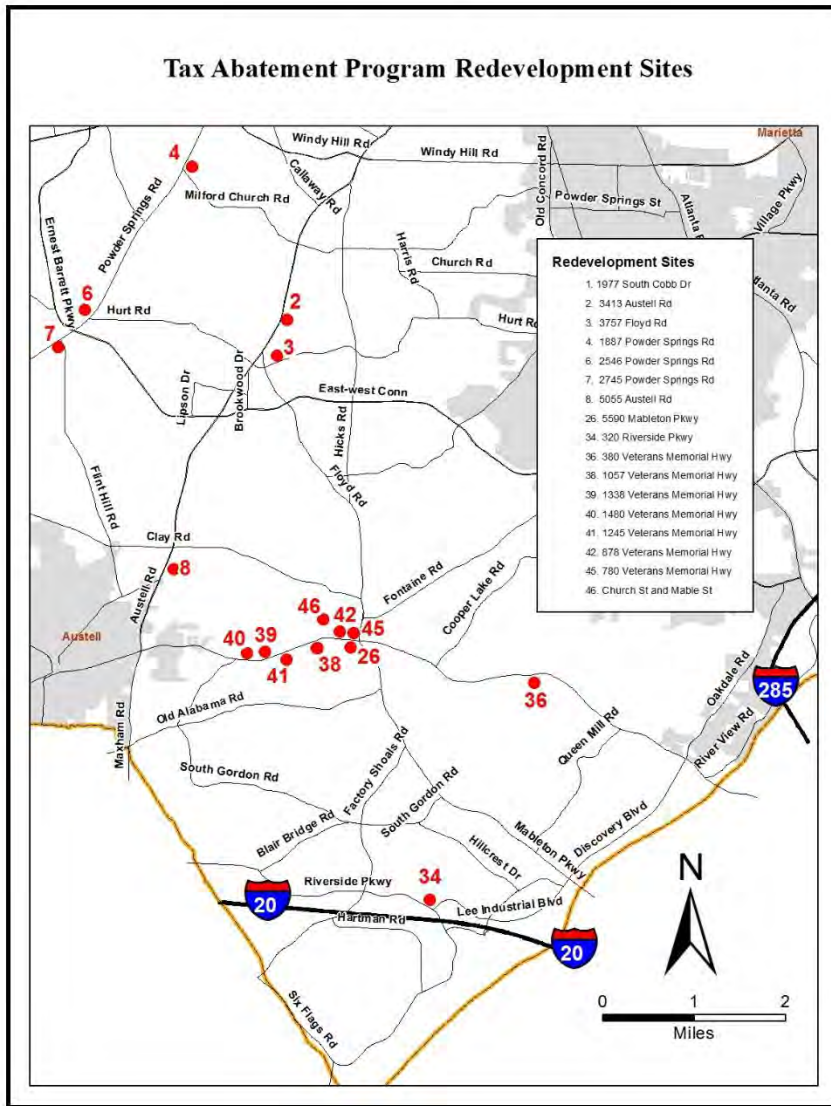 Tax Abatement Program Redevelopment Sites
Marietta
Windy Hill Rd
Windy Hill Rd
4
Callaway Rd
Old Concord Rd
Powder Springs Rd
Milford Church Rd
Powder Springs St
Village Pkwy
Ernest Barrett Pkwy
Harris Rd
Church Rd
6
Hurt Rd
2
Hurt Rd
7
3
Lipson Dr
Brookwood Dr
East-west Conn
Hicks Rd
Redevelopment Sites
1. 1977 South Cobb Dr
2. 3413 Austell Rd
3. 3757 Floyd Rd
4. 1887 Powder Springs Rd
6. 2546 Powder Springs Rd
7. 2745 Powder Springs Rd
8. 5055 Austell Rd
26. 5590 Mableton Pkwy
34. 320 Riverside Pkwy
36. 380 Veterans Memorial Hwy
38. 1057 Veterans Memorial Hwy
39. 1338 Veterans Memorial Hwy
40. 1480 Veterans Memorial Hwy
41. 1245 Veterans Memorial Hwy
42. 878 Veterans Memorial Hwy
45. 780 Veterans Memorial Hwy
46. Church St and Mable St
Flint Hill Rd
Floyd Rd
Clay Rd
8
Austell Rd
Fontaine Rd
Cooper Lake Rd
Austell
46
42
45
40
39
41
38
26
36
Oakdale Rd
285
River View Rd
Old Alabama Rd
Maxham Rd
Queen Mill Rd
South Gordon Rd
Factory Shoals Rd
South Gordon Rd
Blair Bridge Rd
Mableton Pkwy
Discovery Blvd
Hillcrest Dr
Riverside Pkwy
34
Lee Industrial Blvd
20
Hartman Rd
20
Six Flags Rd
N
0 1 2
Miles